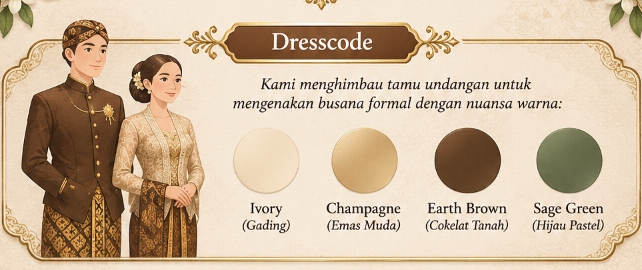 Dresscode
Kami menghimbau tamu undangan untuk
mengenakan busana formal dengan nuansa warna:
Ivory
(Gading)
Champagne
(Emas Muda)
Earth Brown
(Cokelat Tanah)
Sage Green
(Hijau Pastel)